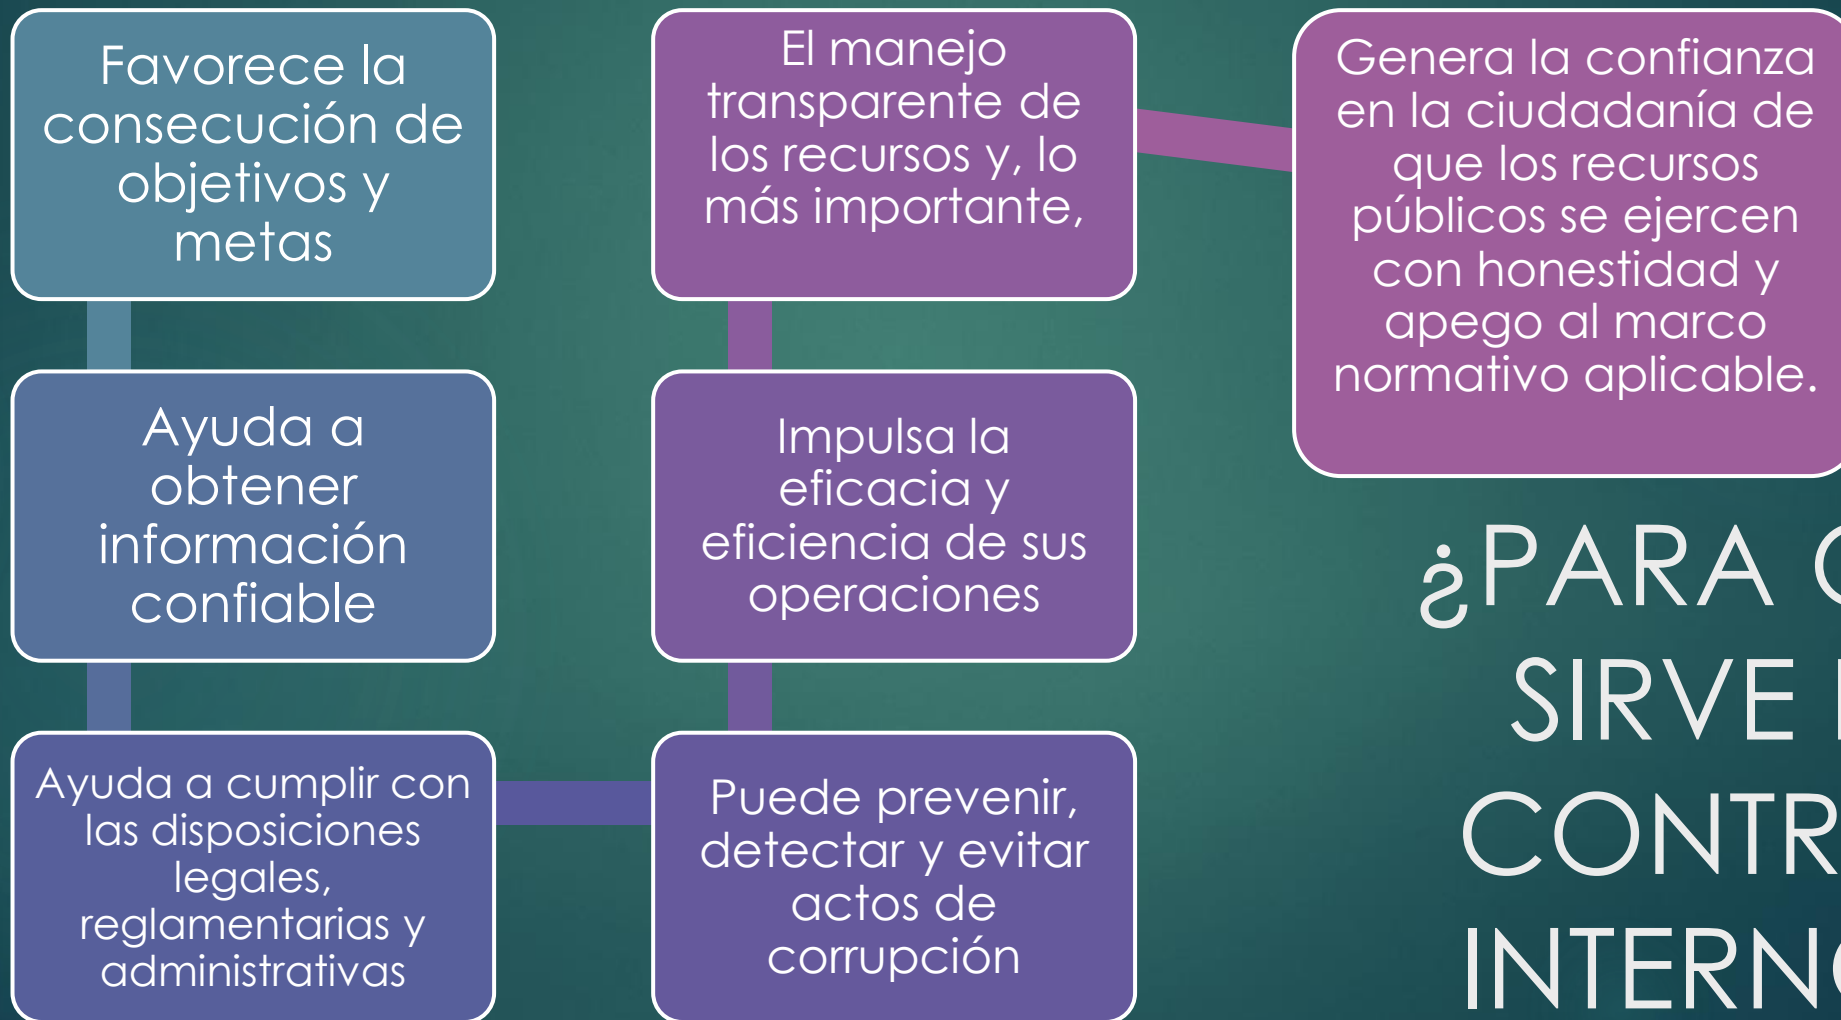 Favorece la
consecución de
objetivos y
metas
Ayuda a
obtener
información
confiable
Ayuda a cumplir con
las disposiciones
legales,
reglamentarias y
administrativas
Puede prevenir,
detectar y evitar
actos de
corrupción
Impulsa la
eficacia y
eficiencia de sus
operaciones
El manejo
transparente de
los recursos y, lo
más importante,
Genera la confianza
en la ciudadanía de
que los recursos
públicos se ejercen
con honestidad y
apego al marco
normativo aplicable.
¿PARA
SIRVE
CONTR
INTERNO